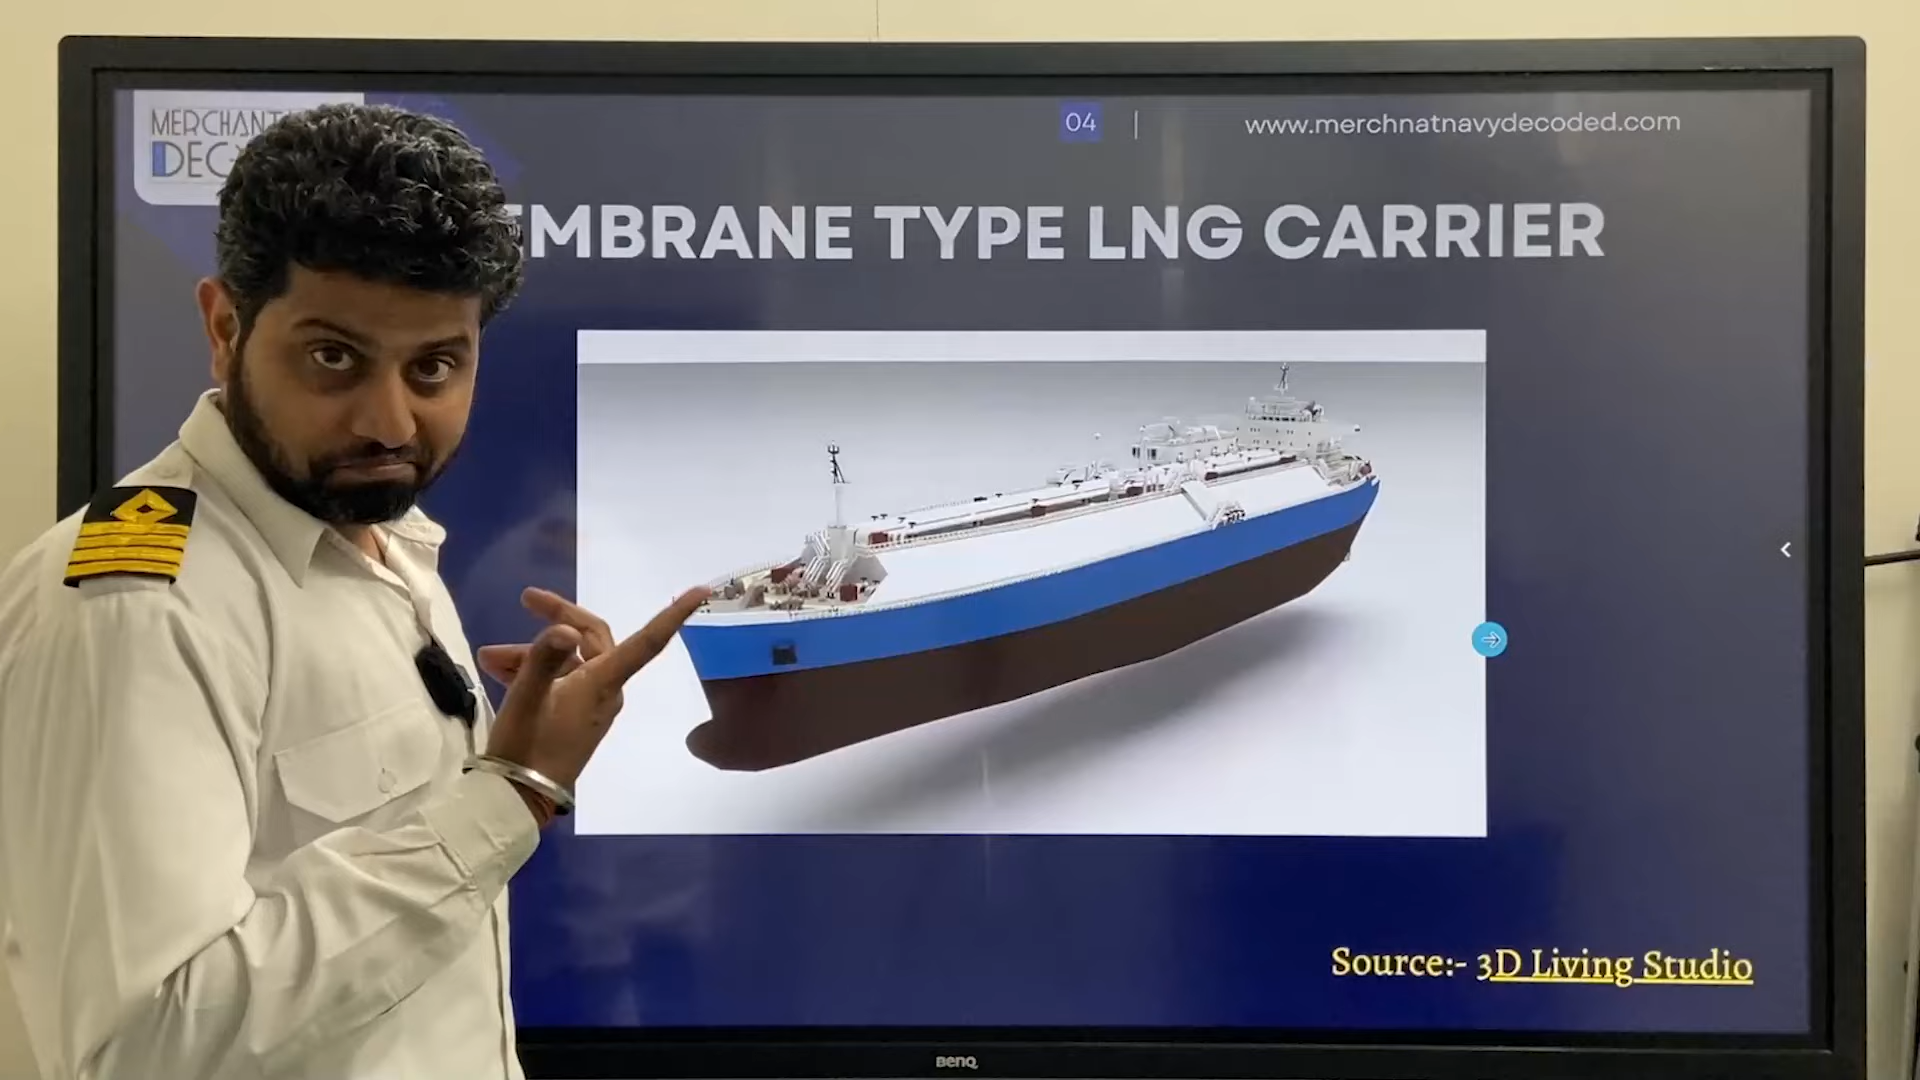 MERCHANT
DEC
04
www.merchnatnavydecoded.com
EMBRANE TYPE LNG CARRIER
Source:- 3D Living Studio
BenQ